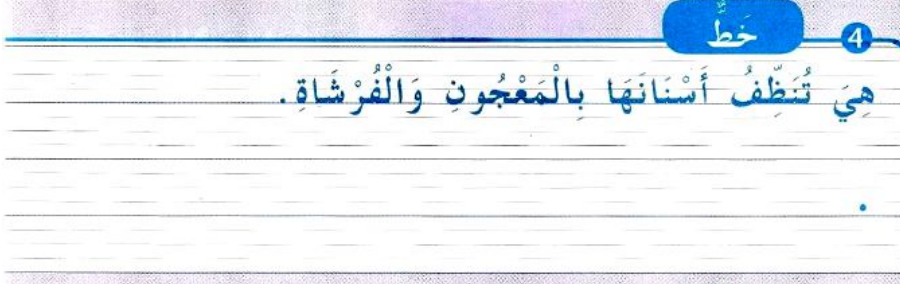 4 خَطٌّ
هِيَ تُنَظِّفُ أَسْنَانَهَا بِالْمَعْجُونِ وَالْفُرْشَاةِ.